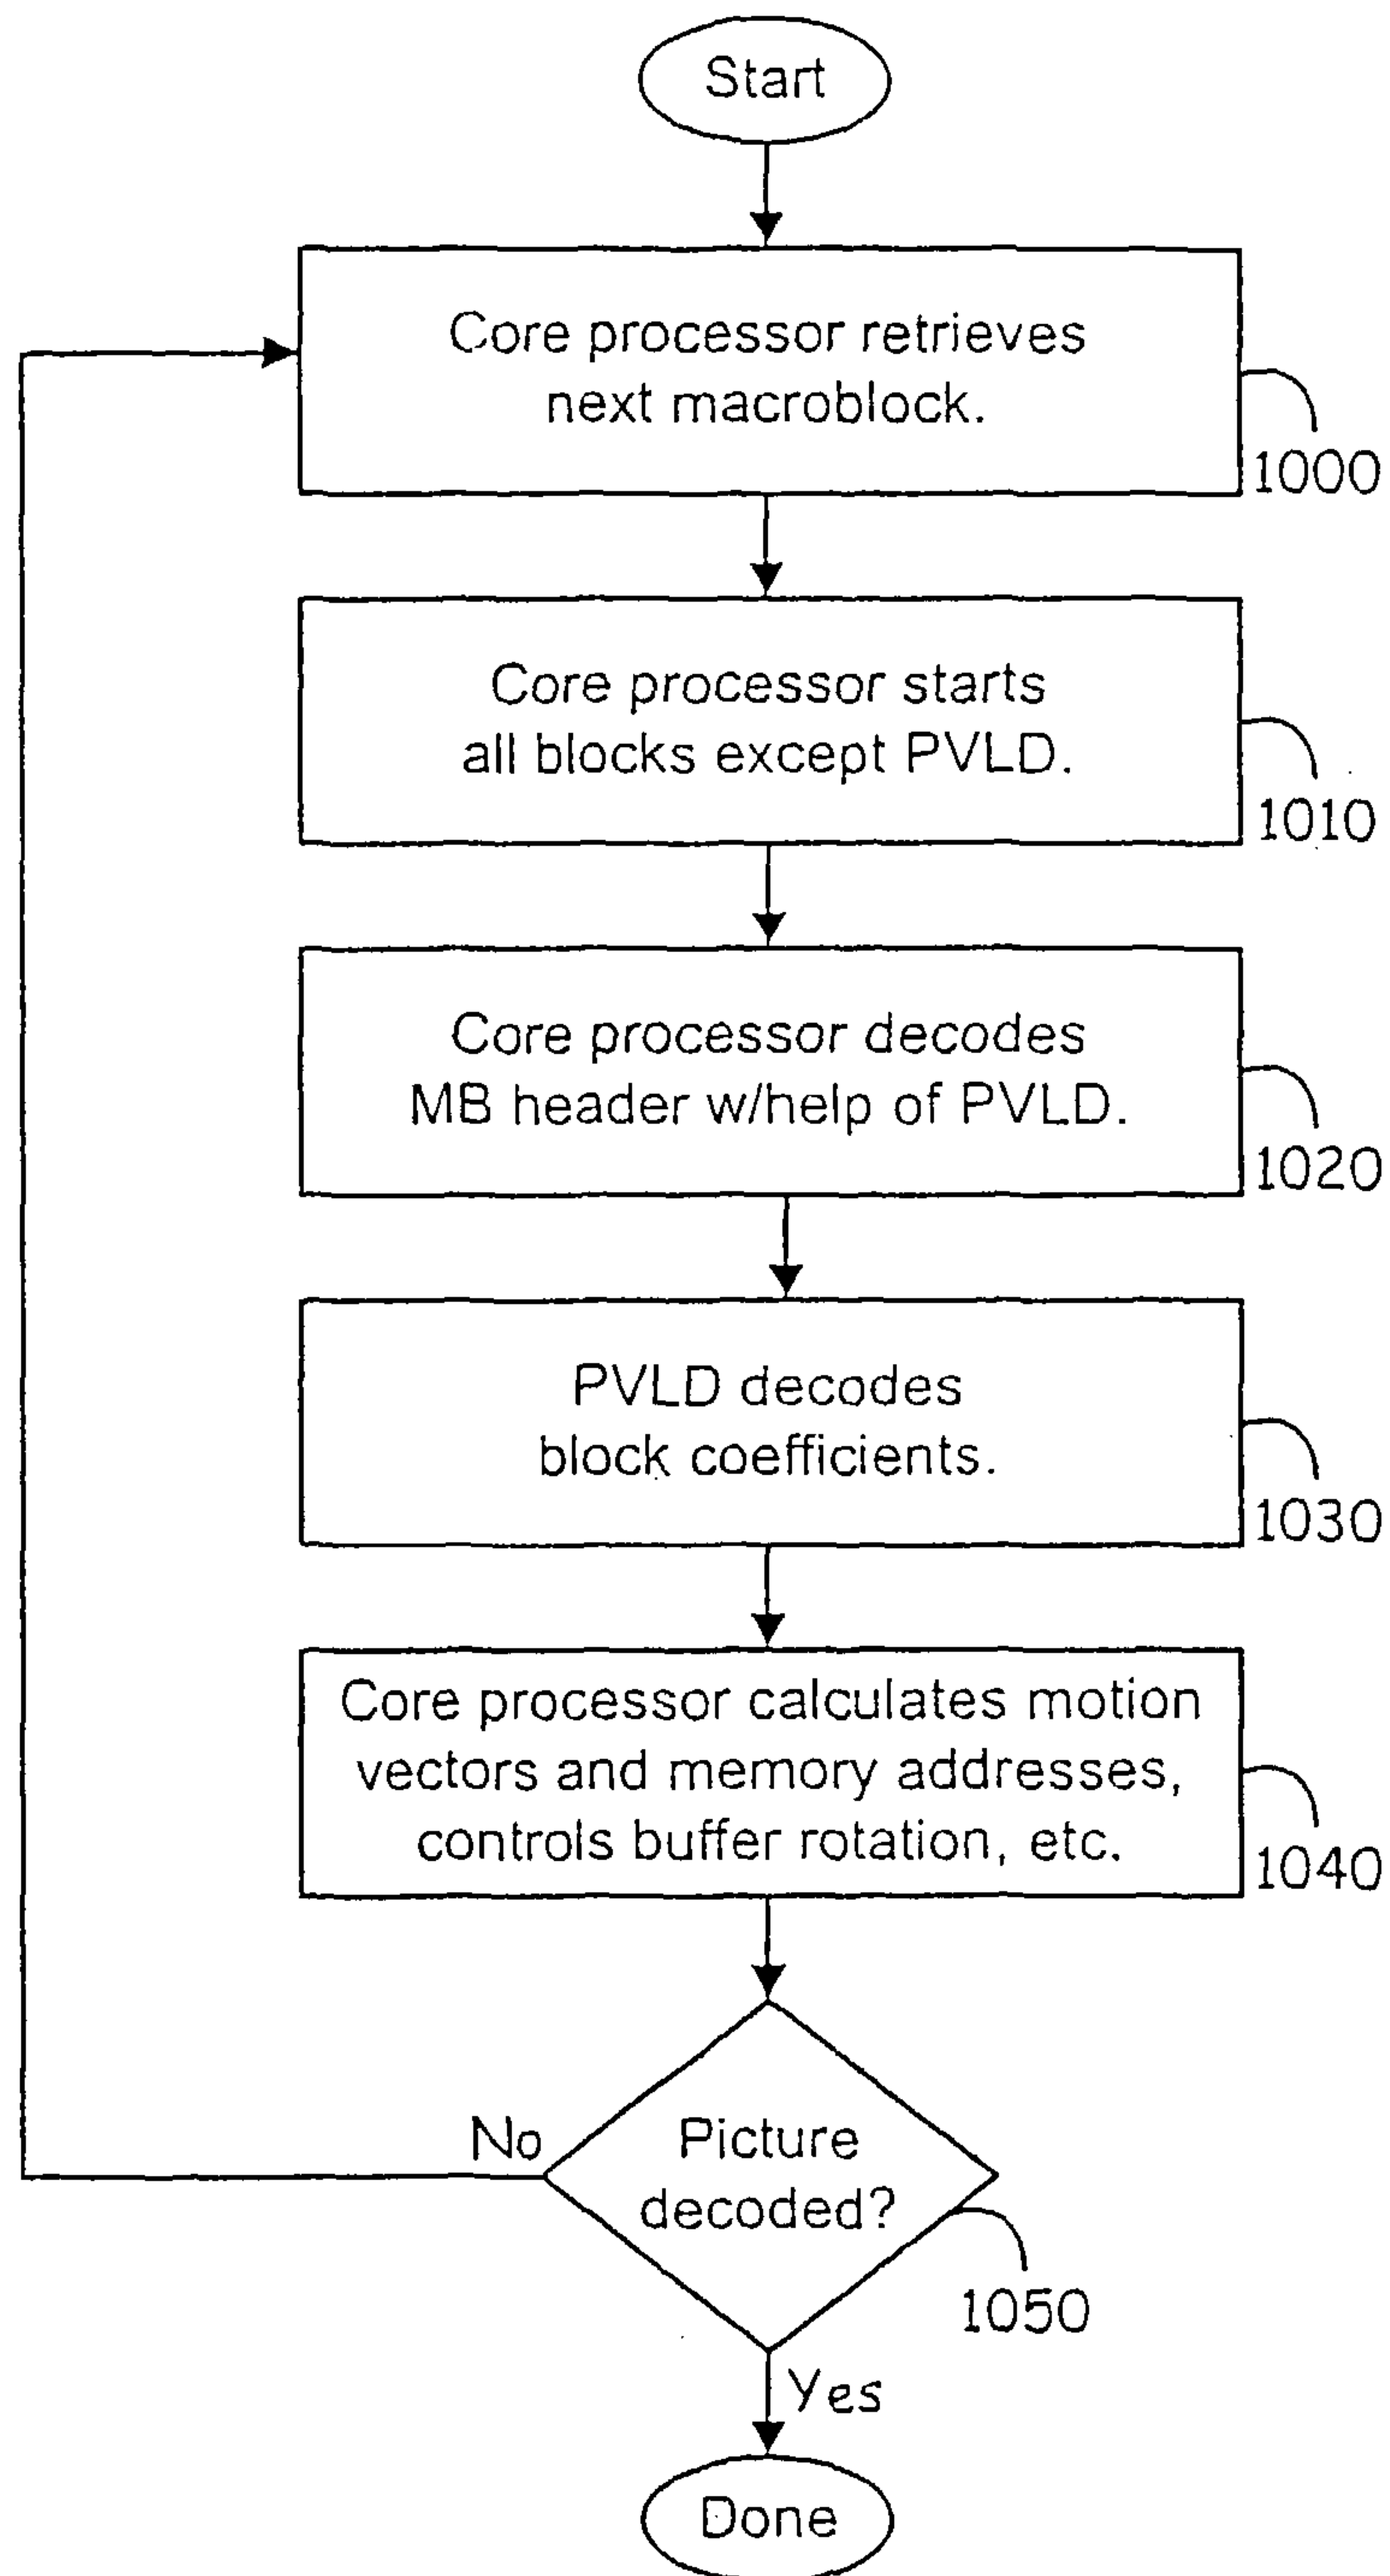 Start
Core processor retrieves
next macroblock.
1000
Core processor starts
all blocks except PVLD.
1010
Core processor decodes
MB header w/help of PVLD.
1020
PVLD decodes
block coefficients.
1030
Core processor calculates motion
vectors and memory addresses,
controls buffer rotation, etc.
1040
No
Picture
decoded?
1050
Yes
Done